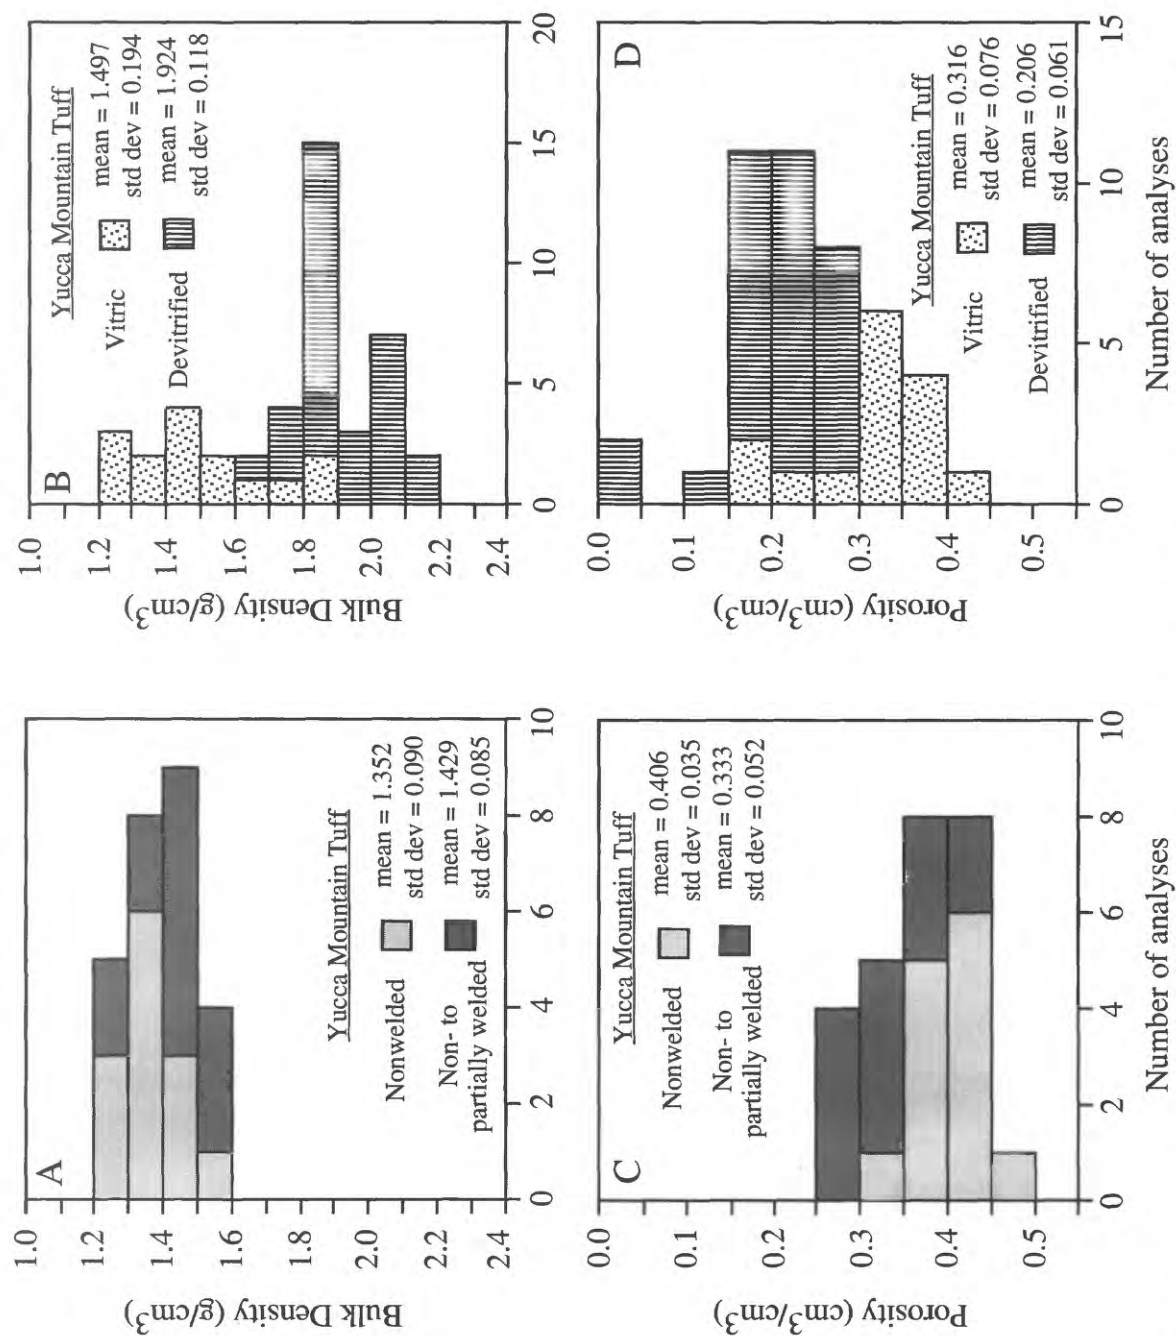 A
1.0
1.2
1.4
1.6
1.8
2.0
2.2
2.4
Bulk Density (g/cm3)
0
2
4
6
8
10
Yucca Mountain Tuff
Nonwelded
mean = 1.352
std dev = 0.090
Non- to
partially welded
mean = 1.429
std dev = 0.085
B
1.0
1.2
1.4
1.6
1.8
2.0
2.2
2.4
Bulk Density (g/cm3)
0
5
10
15
20
Yucca Mountain Tuff
Vitric
mean = 1.497
std dev = 0.194
Devitrified
mean = 1.924
std dev = 0.118
C
0.0
0.1
0.2
0.3
0.4
0.5
Porosity (cm3/cm3)
0
2
4
6
8
10
Number of analyses
Yucca Mountain Tuff
Nonwelded
mean = 0.406
std dev = 0.035
Non- to
partially welded
mean = 0.333
std dev = 0.052
D
0.0
0.1
0.2
0.3
0.4
0.5
Porosity (cm3/cm3)
0
5
10
15
Number of analyses
Yucca Mountain Tuff
Vitric
mean = 0.316
std dev = 0.076
Devitrified
mean = 0.206
std dev = 0.061